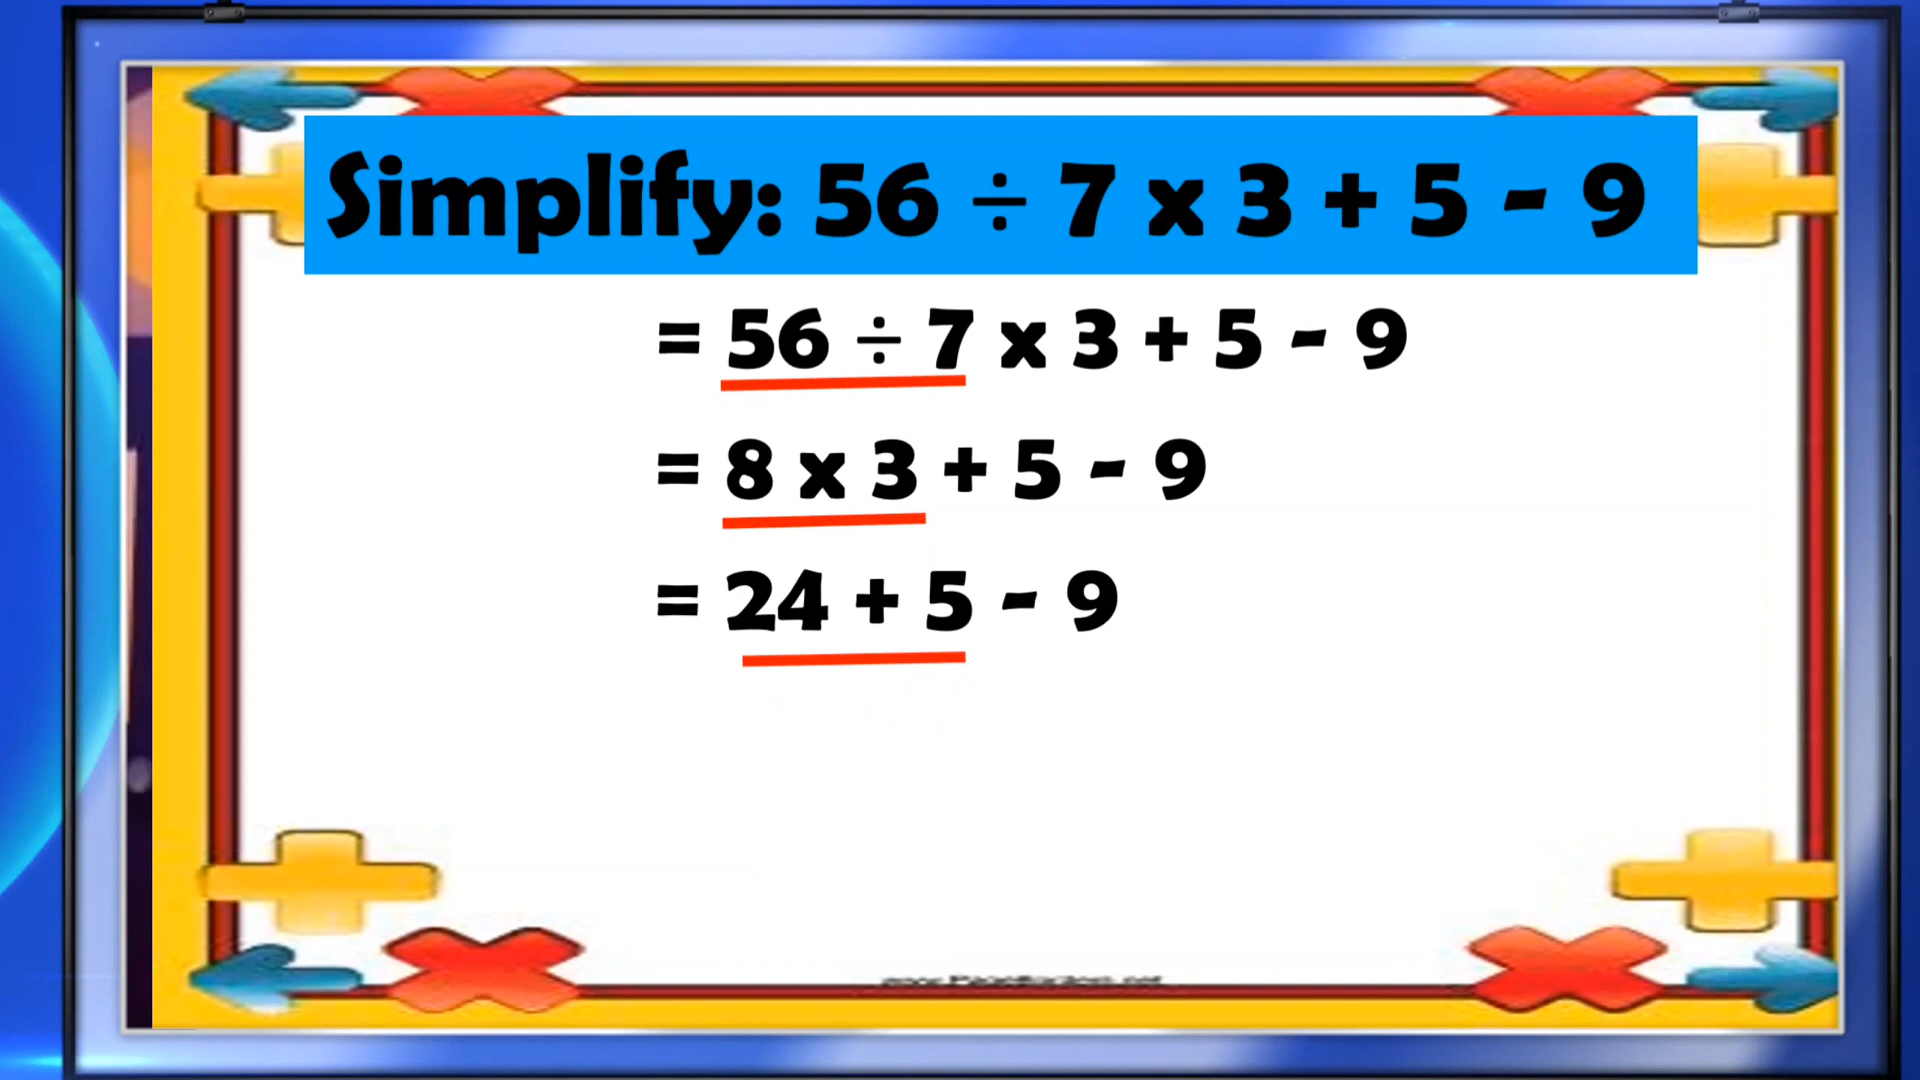 Simplify: 56 ÷ 7 x 3 + 5 - 9
= 56 ÷ 7 x 3 + 5 - 9
= 8 x 3 + 5 - 9
= 24 + 5 - 9